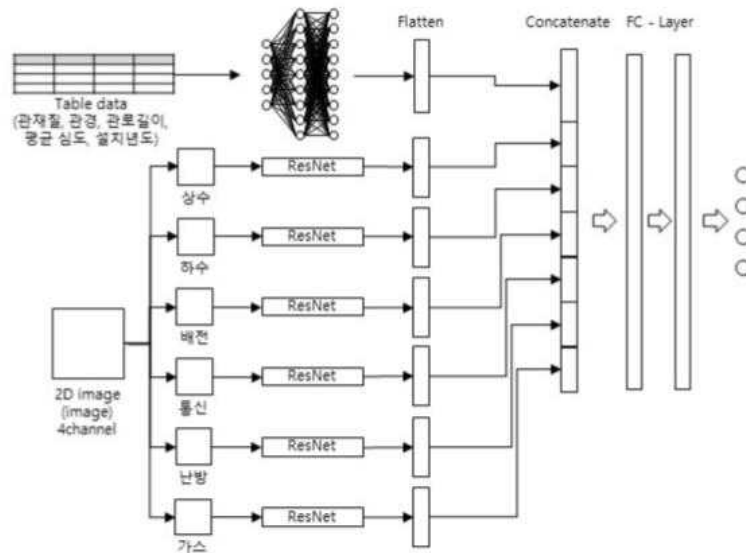 Flatten
Concatenate
FC - Layer
Table data
(관재질, 관경, 관로길이,
평균 심도, 설치년도)
ResNet
상수
ResNet
하수
ResNet
배전
ResNet
통신
ResNet
난방
ResNet
가스
2D image
(image)
4channel